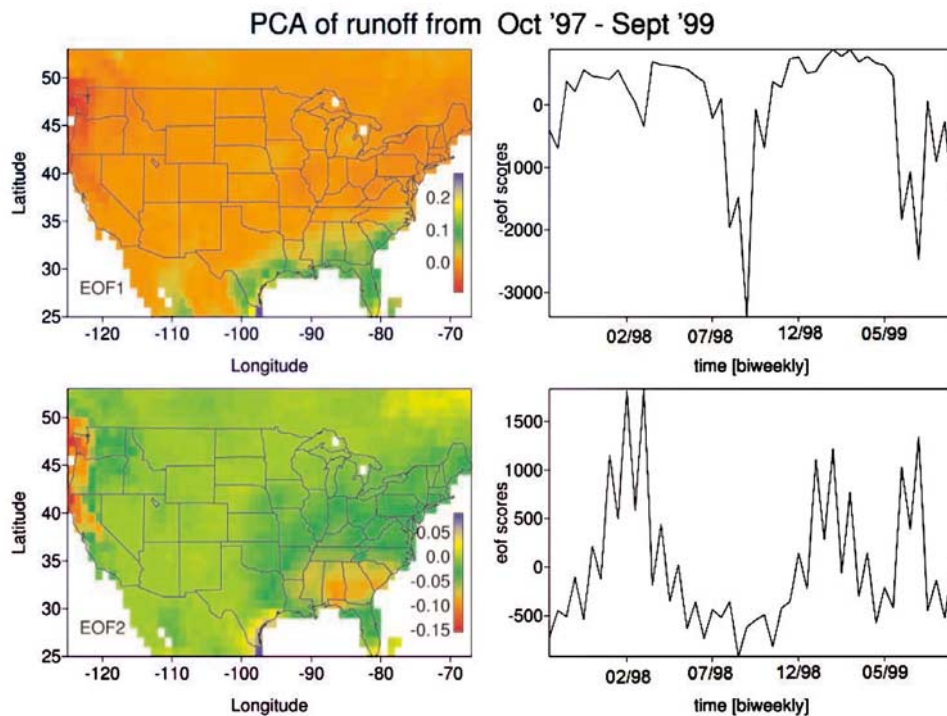 PCA of runoff from Oct '97 - Sept '99
Latitude
50
45
40
35
30
25
EOF1
0.2
0.1
0.0
-120 -110 -100 -90 -80 -70
Longitude
eof scores
0
1000
-2000
-3000
02/98 07/98 12/98 05/99
time [biweekly]
Latitude
50
45
40
35
30
25
EOF2
0.05
0.0
-0.05
-0.10
-0.15
-120 -110 -100 -90 -80 -70
Longitude
eof scores
1500
1000
500
0
-500
02/98 07/98 12/98 05/99
time [biweekly]